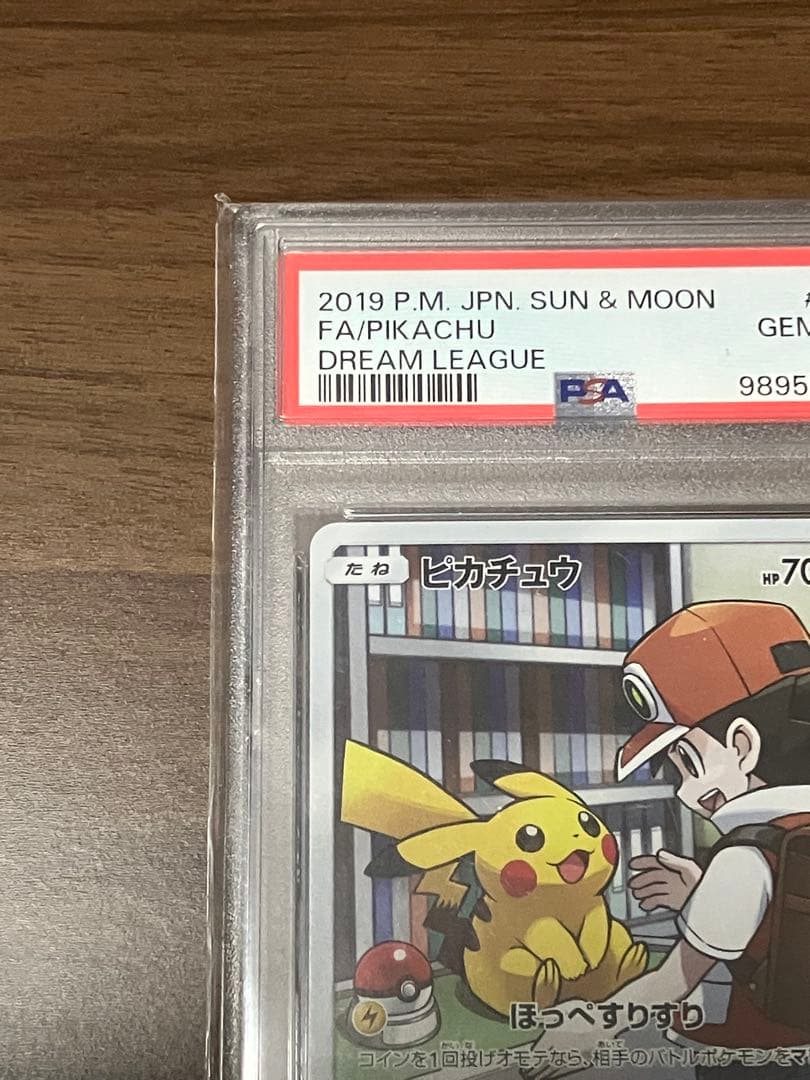 2019 P.M. JPN. SUN & MOON #
FA/PIKACHU GEM
DREAM LEAGUE
PSA 9895
たね ピカチュウ HP70
ほっぺすりすり
コインを1回投げオモテなら、相手のバトルポケモンをマ